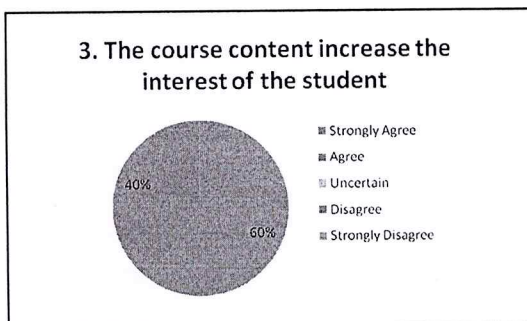 3. The course content increase the
interest of the student
Strongly Agree
Agree
Uncertain
Disagree
Strongly Disagree
40%
60%